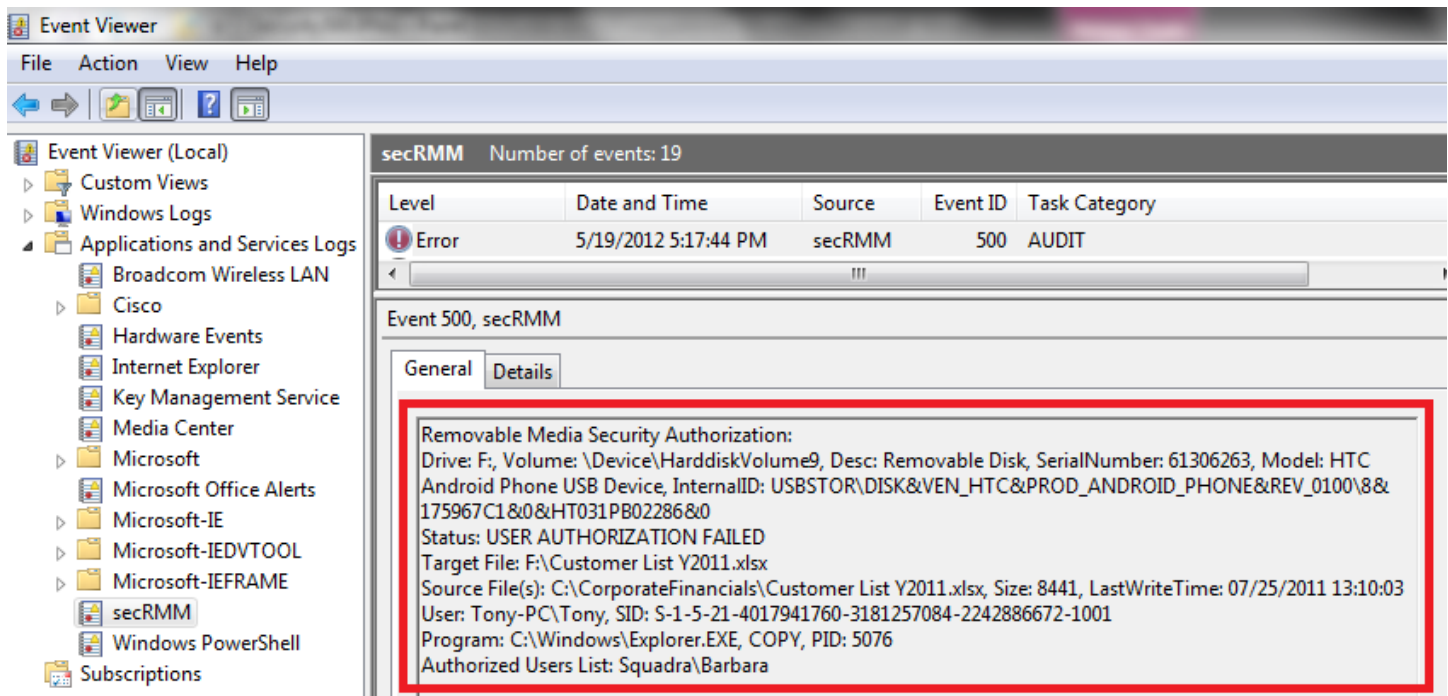 Event Viewer
File Action View Help
Event Viewer (Local)
Custom Views
Windows Logs
Applications and Services Logs
Broadcom Wireless LAN
Cisco
Hardware Events
Internet Explorer
Key Management Service
Media Center
Microsoft
Microsoft Office Alerts
Microsoft-IE
Microsoft-IEDVTOOL
Microsoft-IEFRAME
secRMM
Windows PowerShell
Subscriptions
secRMM Number of events: 19
Level Date and Time Source Event ID Task Category
Error 5/19/2012 5:17:44 PM secRMM 500 AUDIT
Event 500, secRMM
General Details
Removable Media Security Authorization:
Drive: F:, Volume: \Device\HarddiskVolume9, Desc: Removable Disk, SerialNumber: 61306263, Model: HTC
Android Phone USB Device, InternalID: USBSTOR\DISK&VEN_HTC&PROD_ANDROID_PHONE&REV_0100\8&
175967C1&0&HT031PB02286&0
Status: USER AUTHORIZATION FAILED
Target File: F:\Customer List Y2011.xlsx
Source File(s): C:\CorporateFinancials\Customer List Y2011.xlsx, Size: 8441, LastWriteTime: 07/25/2011 13:10:03
User: Tony-PC\Tony, SID: S-1-5-21-4017941760-3181257084-2242886672-1001
Program: C:\Windows\Explorer.EXE, COPY, PID: 5076
Authorized Users List: Squadra\Barbara